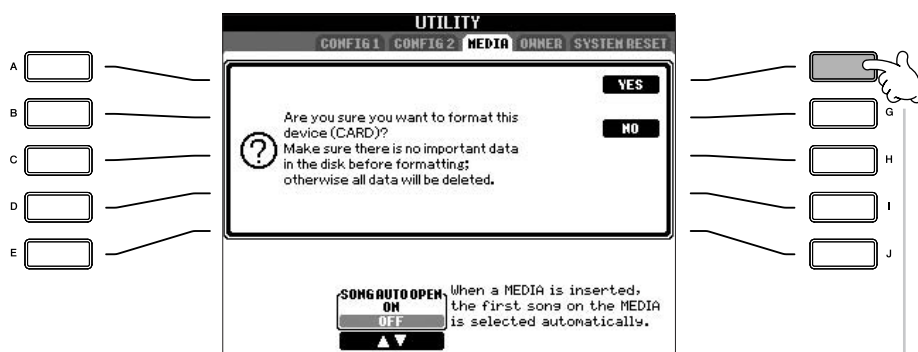 UTILITY
CONFIG 1 CONFIG 2 MEDIA OWNER SYSTEM RESET
A
B
C
D
E
YES
NO
Are you sure you want to format this
device (CARD)?
Make sure there is no important data
in the disk before formatting;
otherwise all data will be deleted.
?
G
H
I
J
SONG AUTO OPEN
ON
OFF
When a MEDIA is inserted,
the first song on the MEDIA
is selected automatically.